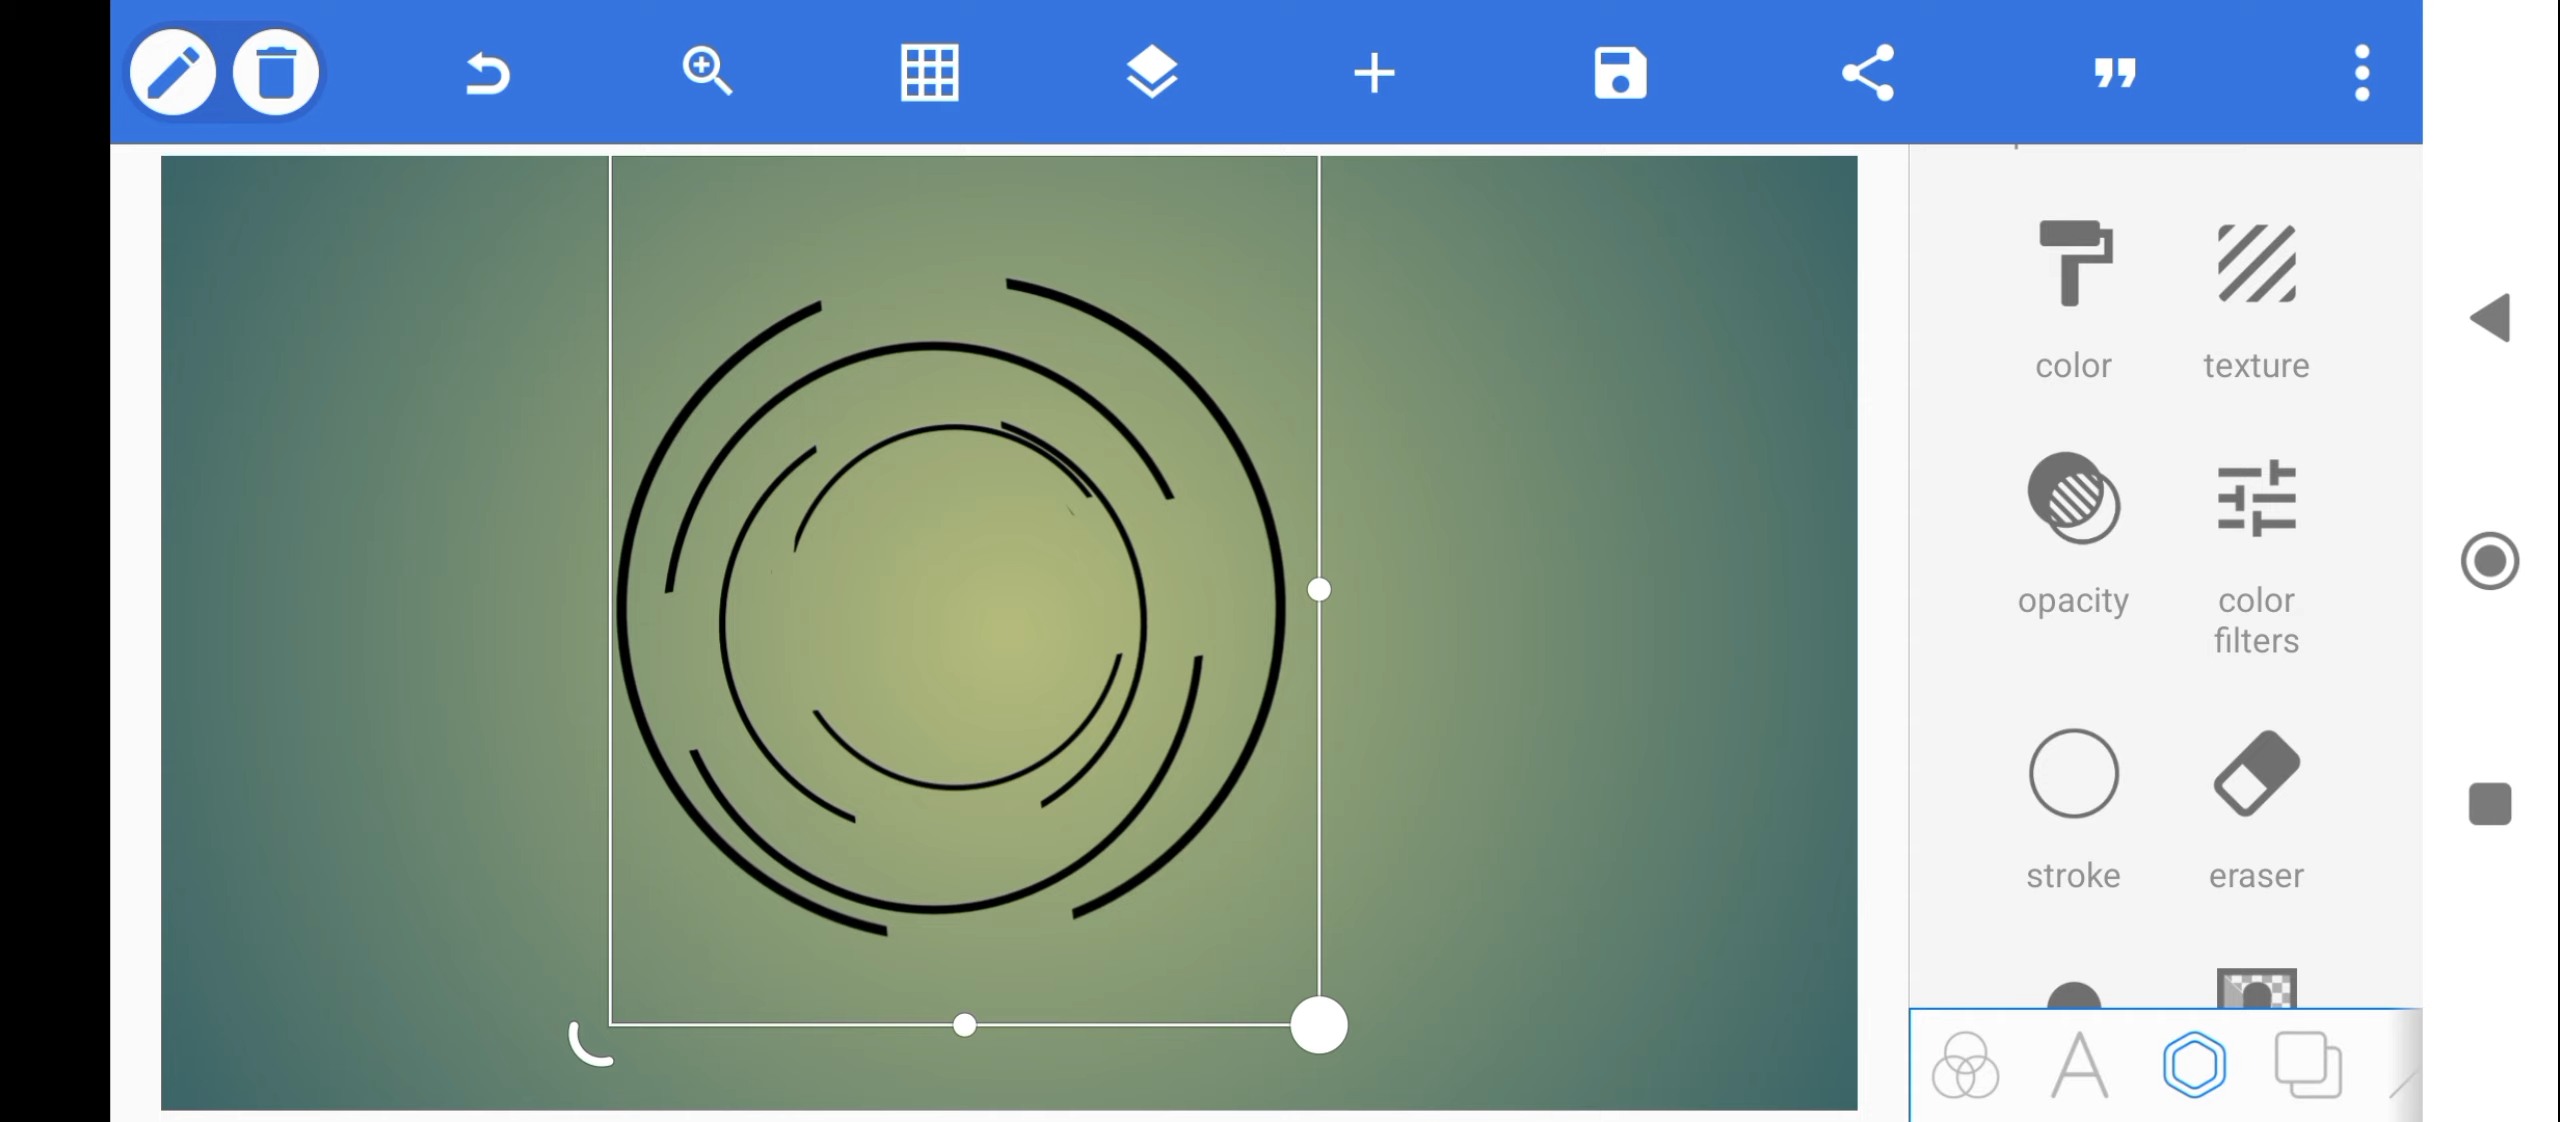 color
texture
opacity
color
filters
stroke
eraser